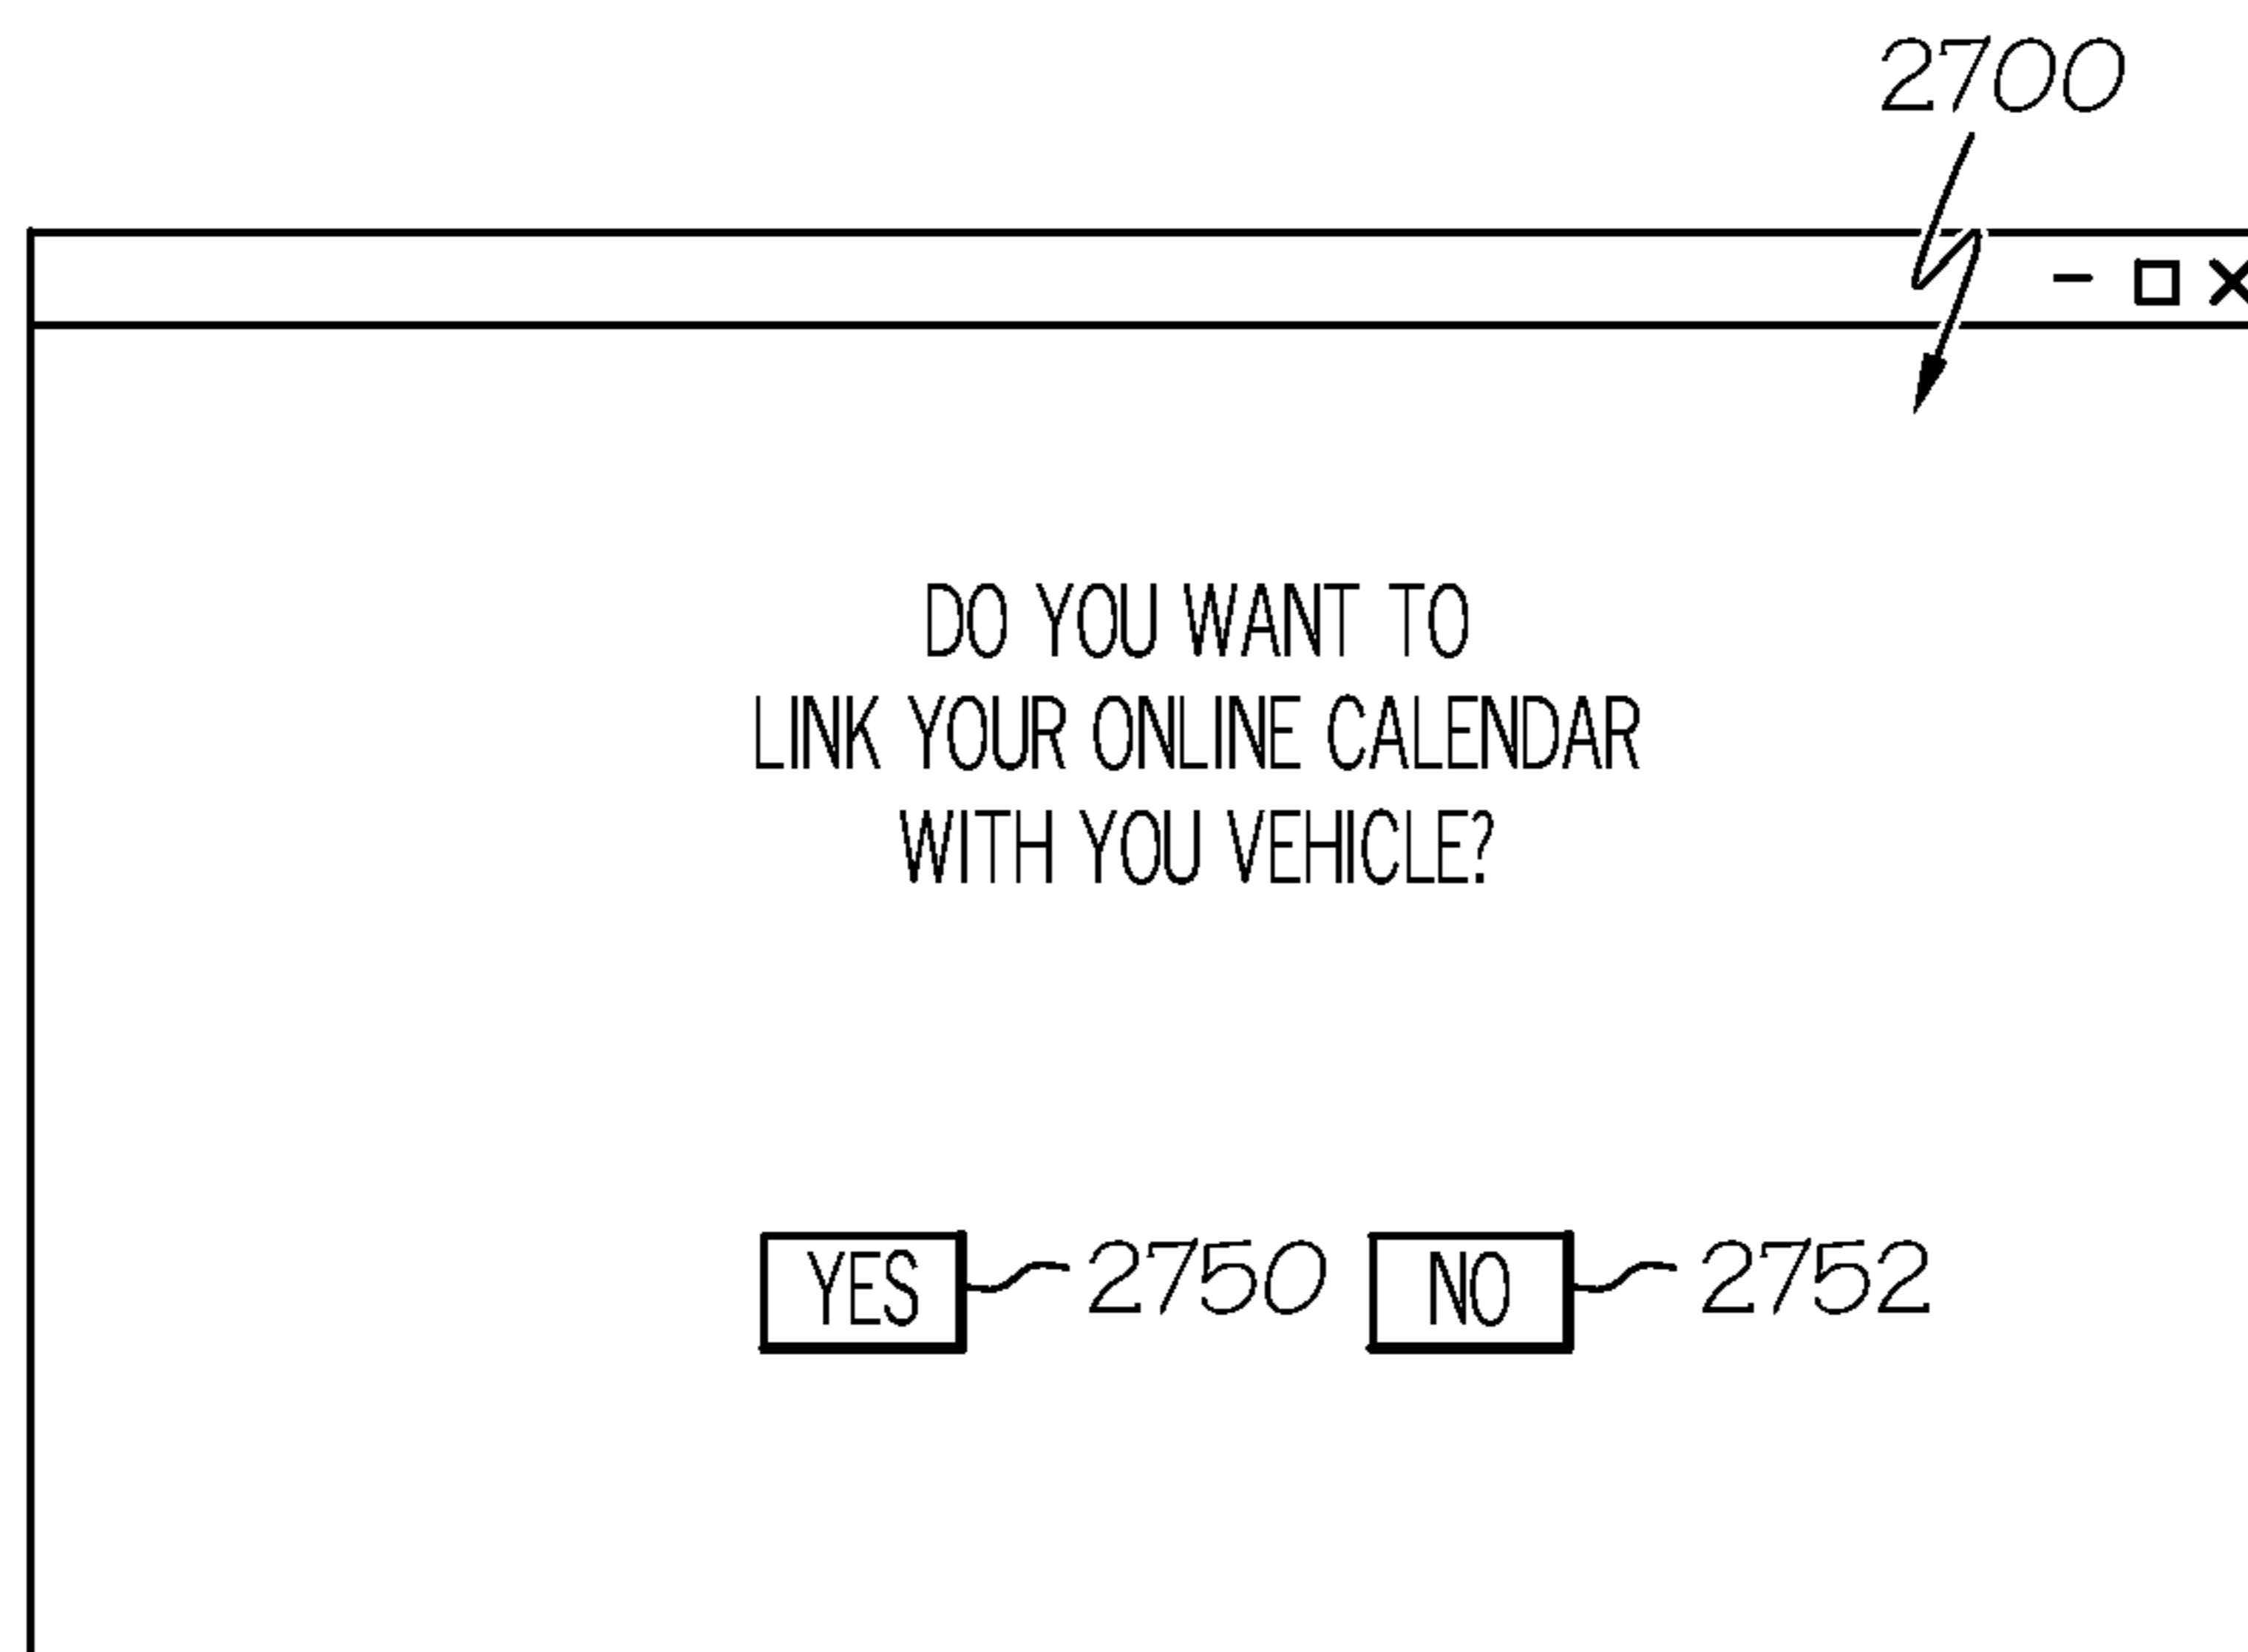 2700
DO YOU WANT TO
LINK YOUR ONLINE CALENDAR
WITH YOU VEHICLE?
YES 2750 NO 2752